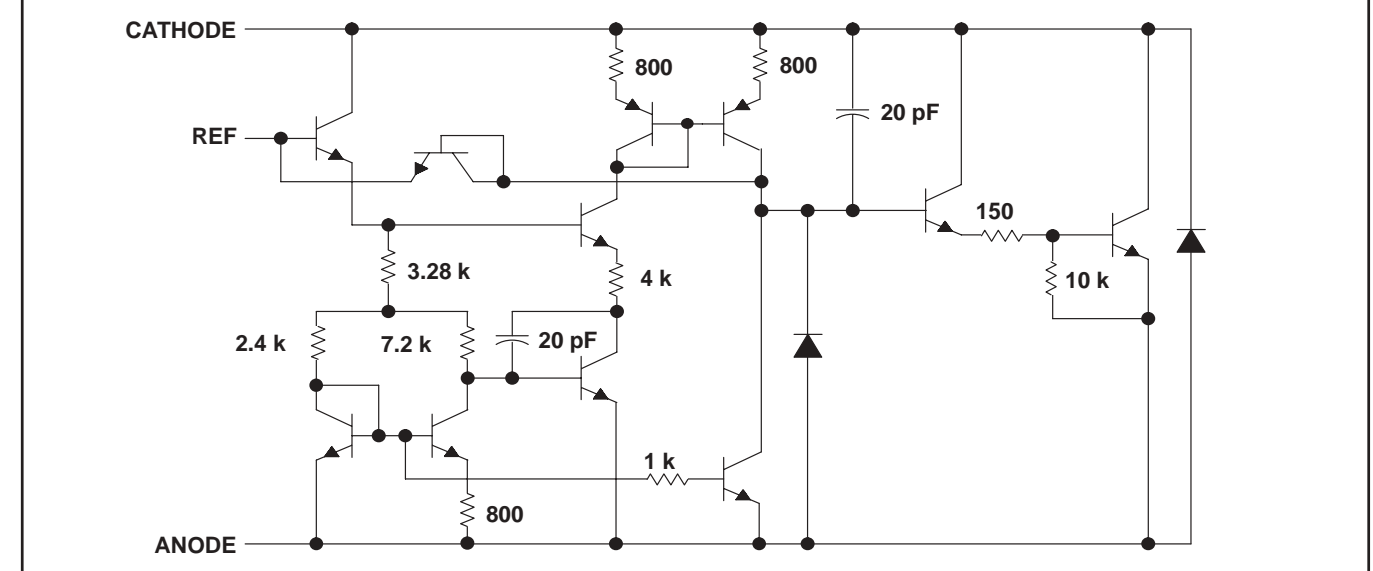 CATHODE
800
800
20 pF
REF
150
3.28 k
4 k
10 k
2.4 k
7.2 k
20 pF
1 k
800
ANODE